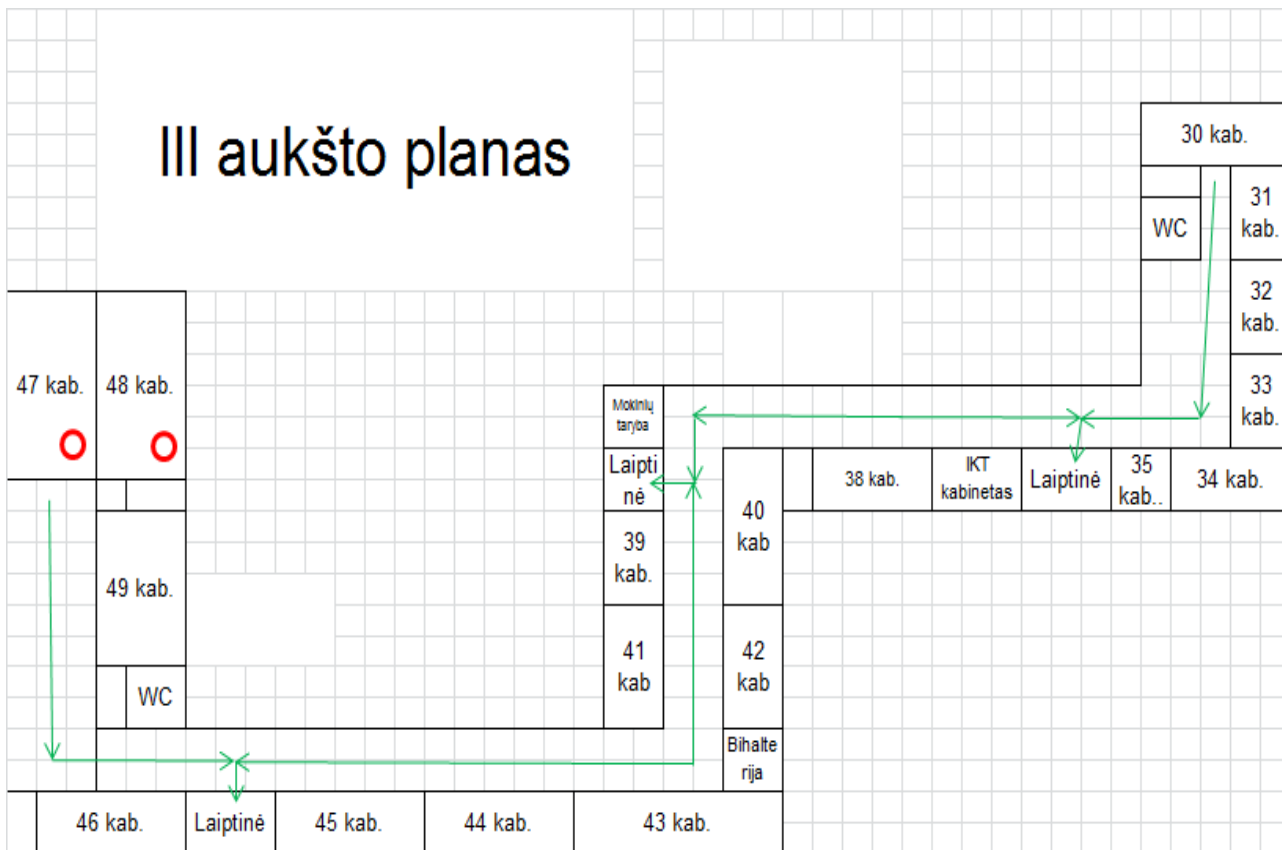 III aukšto planas
30 kab.
31
kab.
WC
32
kab.
33
kab.
47 kab.
48 kab.
Mokinių
taryba
Laipti
nė
38 kab.
IKT
kabinetas
Laiptinė
35
kab..
34 kab.
40
kab
39
kab.
49 kab.
41
kab
42
kab
WC
Bihalte
rija
46 kab.
Laiptinė
45 kab.
44 kab.
43 kab.